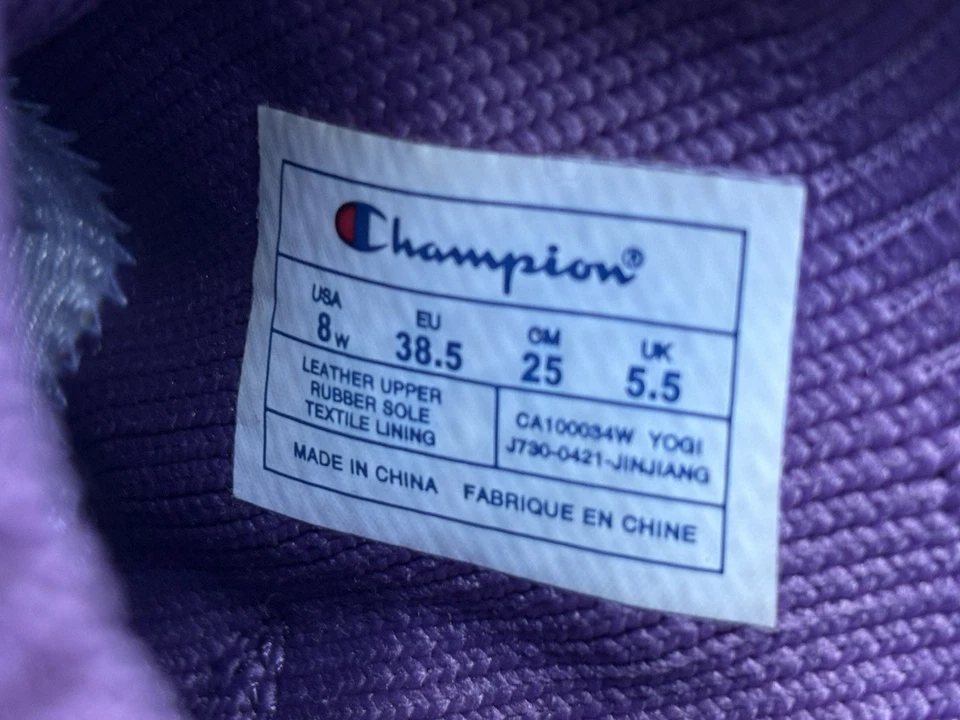 Champion®
USA EU CM UK
8W 38.5 25 5.5
LEATHER UPPER
RUBBER SOLE
TEXTILE LINING
CA100034W YOGI
J730-0421-JINJIANG
MADE IN CHINA FABRIQUE EN CHINE